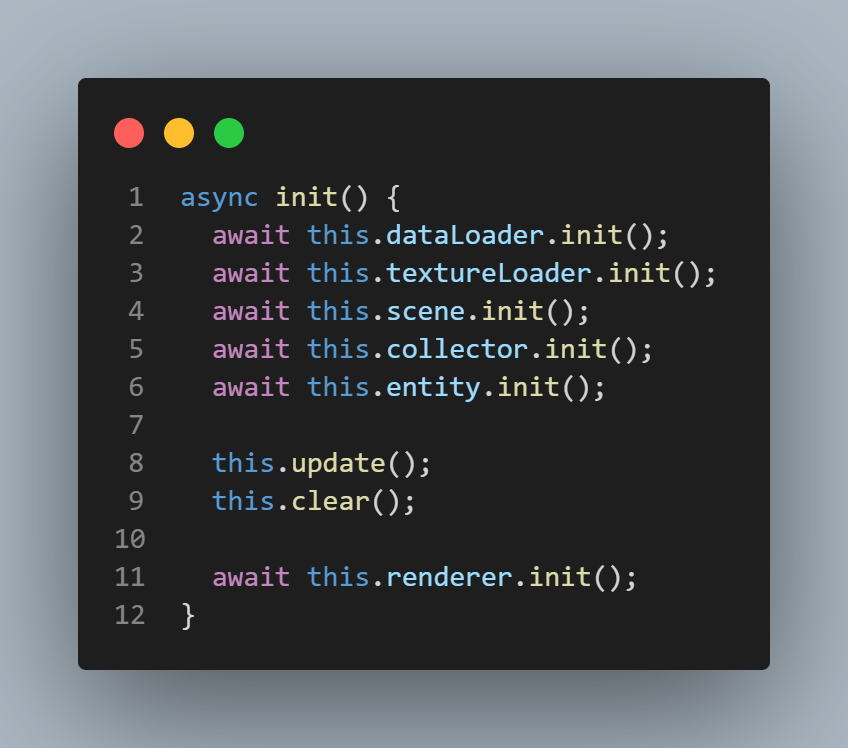 1 async init() {
2   await this.dataLoader.init();
3   await this.textureLoader.init();
4   await this.scene.init();
5   await this.collector.init();
6   await this.entity.init();
7
8   this.update();
9   this.clear();
10
11   await this.renderer.init();
12 }